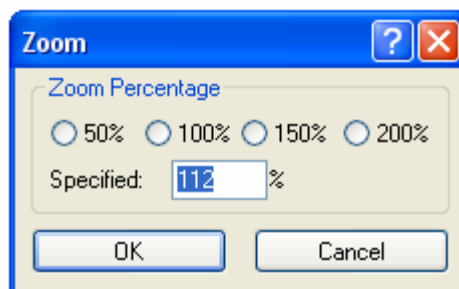 Zoom ?
Zoom Percentage
50% 100% 150% 200%
Specified: 112 %
OK Cancel